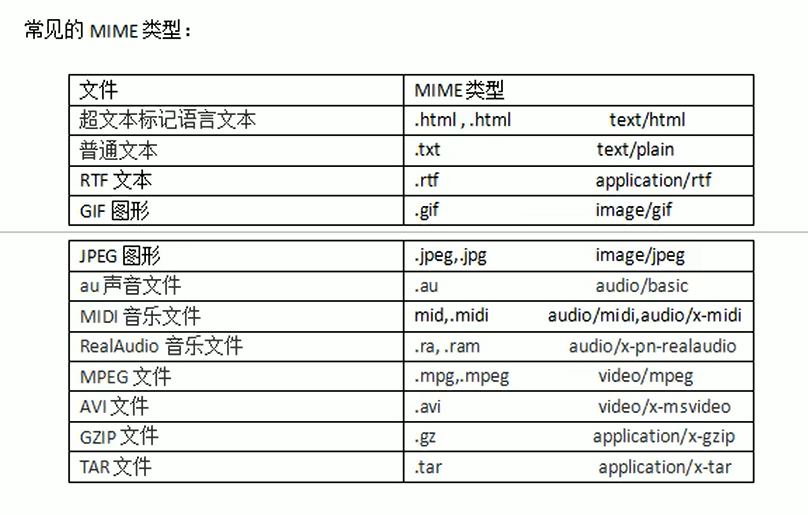 常见的 MIME 类型：
文件 MIME类型
超文本标记语言文本 .html , .html text/html
普通文本 .txt text/plain
RTF 文本 .rtf application/rtf
GIF 图形 .gif image/gif
JPEG 图形 .jpeg,.jpg image/jpeg
au 声音文件 .au audio/basic
MIDI 音乐文件 mid,.midi audio/midi,audio/x-midi
RealAudio 音乐文件 .ra, .ram audio/x-pn-realaudio
MPEG 文件 .mpg,.mpeg video/mpeg
AVI 文件 .avi video/x-msvideo
GZIP 文件 .gz application/x-gzip
TAR 文件 .tar application/x-tar